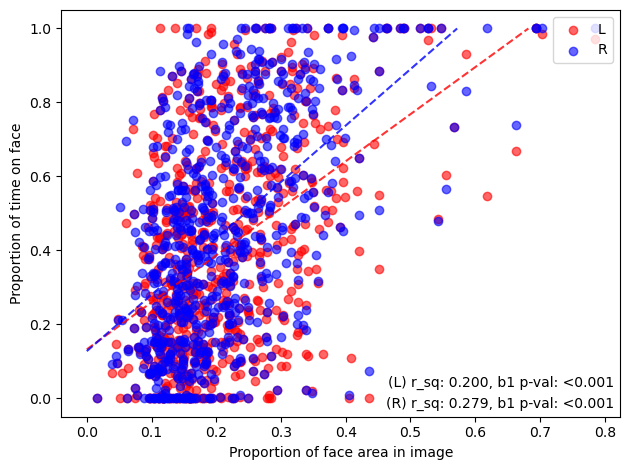 1.0
0.8
0.6
0.4
0.2
0.0
Proportion of time on face
L
R
(L) r_sq: 0.200, b1 p-val: <0.001
(R) r_sq: 0.279, b1 p-val: <0.001
0.0 0.1 0.2 0.3 0.4 0.5 0.6 0.7 0.8
Proportion of face area in image